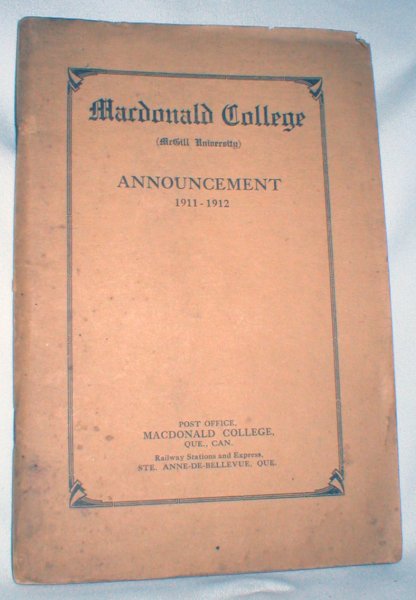 Macdonald College
(McGill University)
ANNOUNCEMENT
1911-1912
POST OFFICE,
MACDONALD COLLEGE,
QUE., CAN.
Railway Stations and Express,
STE. ANNE-DE-BELLEVUE, QUE.